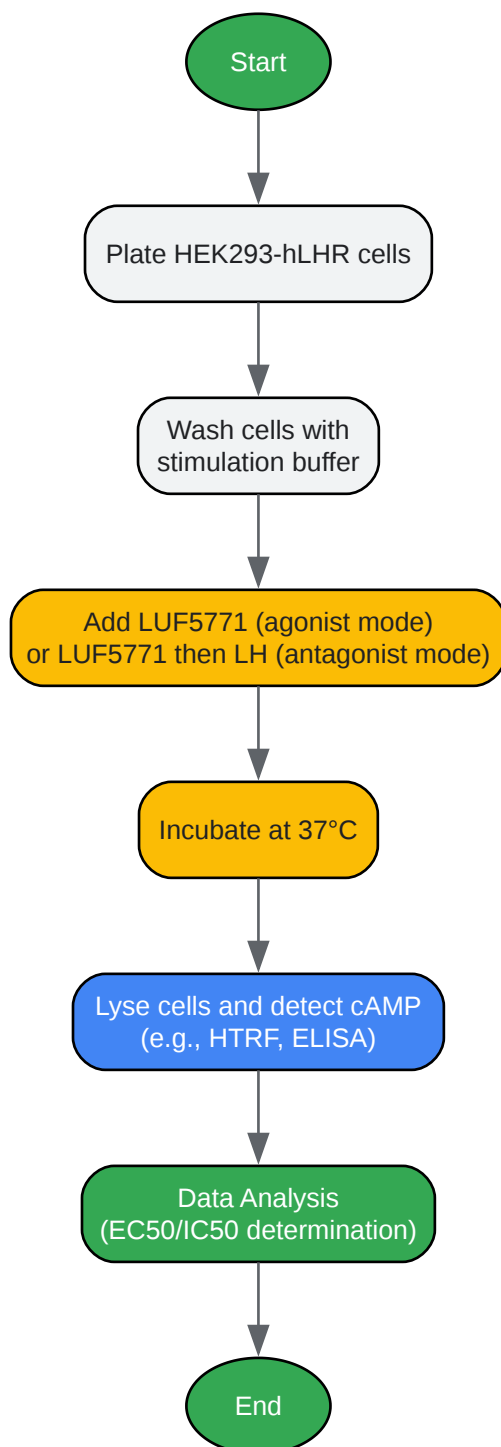 Start
Plate HEK293-hLHR cells
Wash cells with
stimulation buffer
Add LUF5771 (agonist mode)
or LUF5771 then LH (antagonist mode)
Incubate at 37°C
Lyse cells and detect cAMP
(e.g., HTRF, ELISA)
Data Analysis
(EC50/IC50 determination)
End